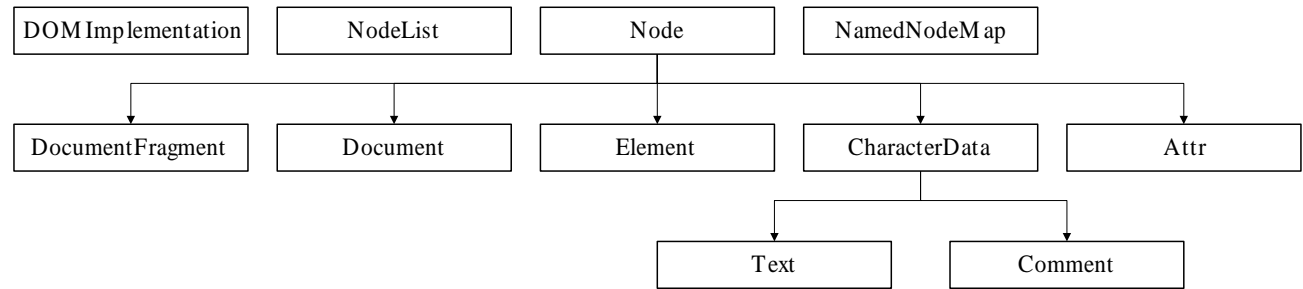 DOMImplementation
NodeList
Node
NamedNodeMap
DocumentFragment
Document
Element
CharacterData
Attr
Text
Comment